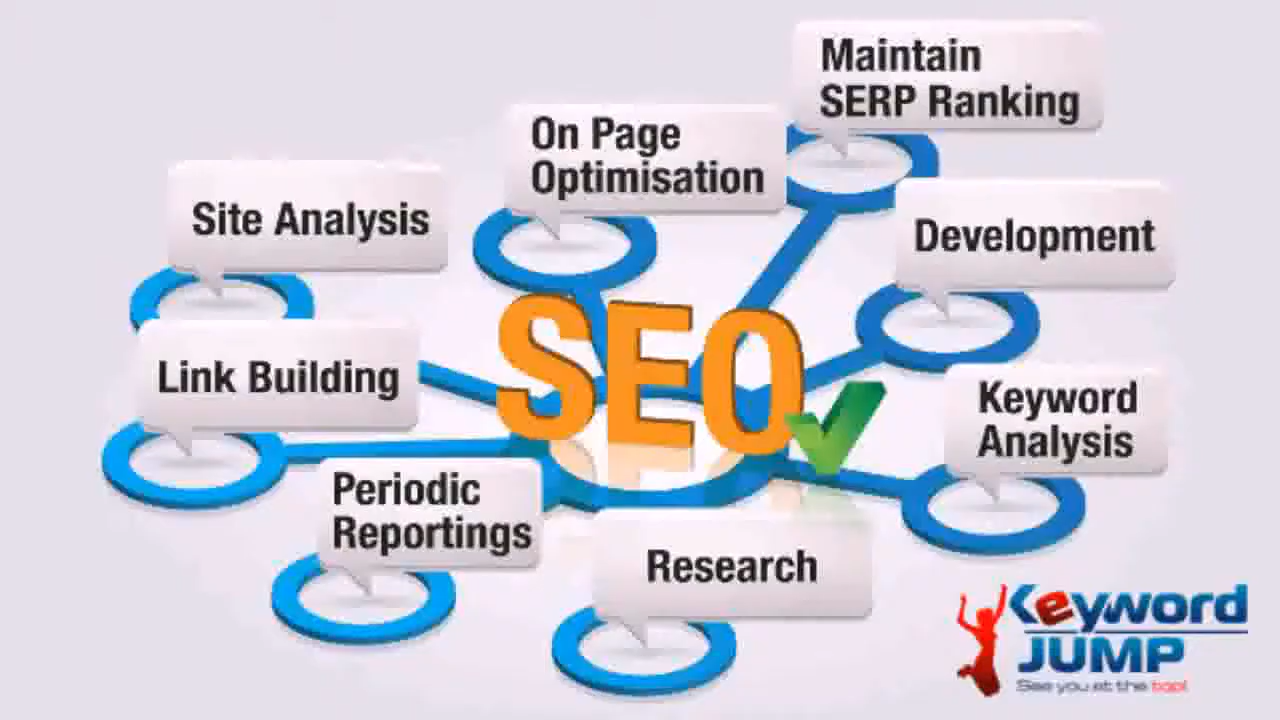 Maintain
SERP Ranking
On Page
Optimisation
Site Analysis
Development
SEO
Link Building
Keyword
Analysis
Periodic
Reportings
Research
Keyword
JUMP
See you at the top!